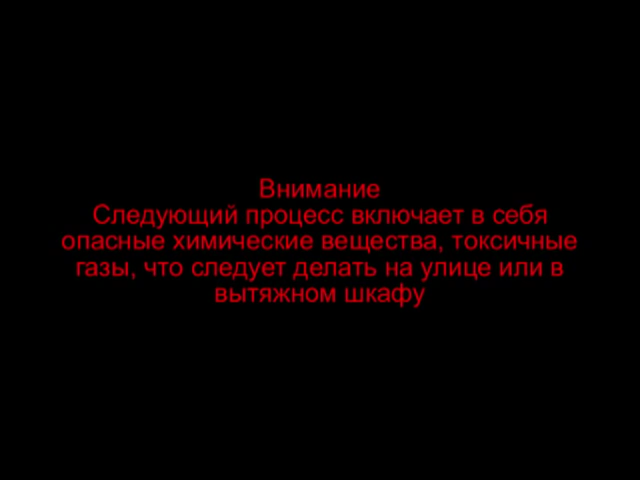 Внимание
Следующий процесс включает в себя
опасные химические вещества, токсичные
газы, что следует делать на улице или в
вытяжном шкафу